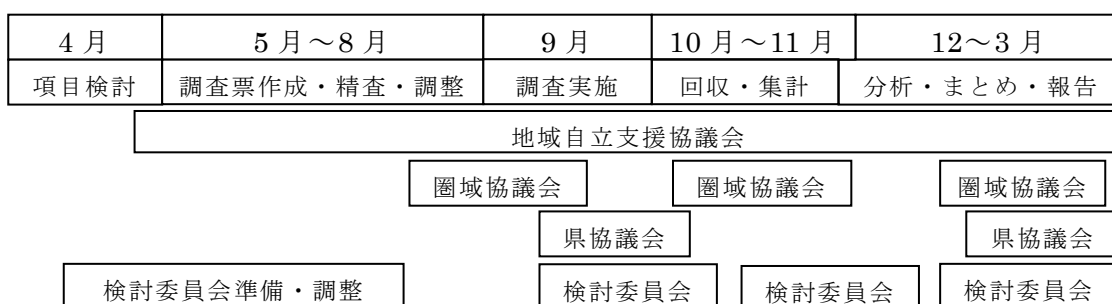 4月 5月～8月 9月 10月～11月 12～3月
項目検討 調査票作成・精査・調整 調査実施 回収・集計 分析・まとめ・報告
地域自立支援協議会
圏域協議会 圏域協議会 圏域協議会
県協議会 県協議会
検討委員会準備・調整 検討委員会 検討委員会 検討委員会